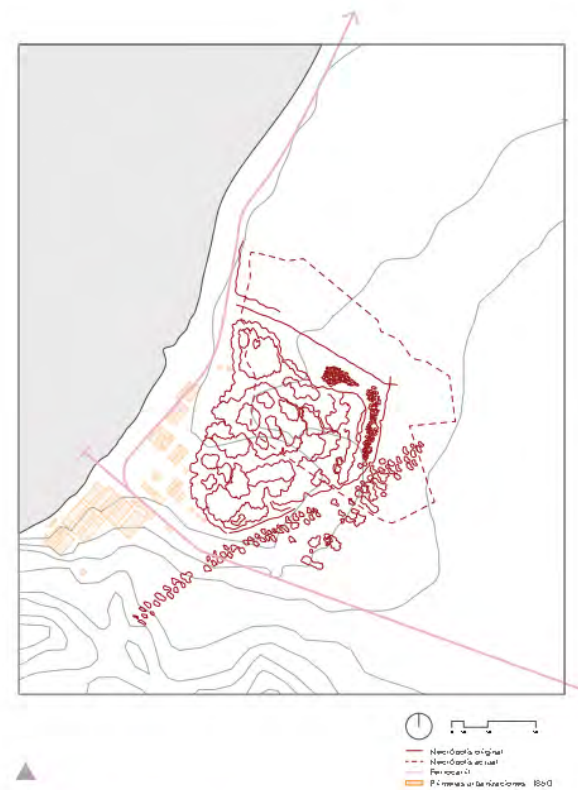 Necrópolis original
Necrópolis actual
Ferrocarril
Primeras urbanizaciones 1860